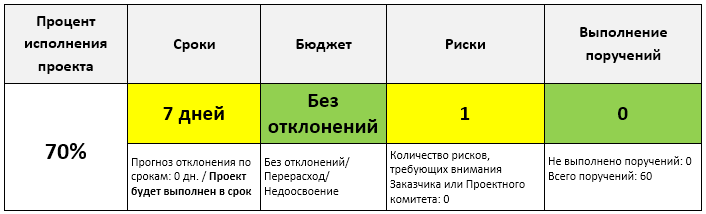 Процент
исполнения
проекта
Сроки
Бюджет
Риски
Выполнение
поручений
70%
7 дней
Без
отклонений
1
0
Прогноз отклонения по
срокам: 0 дн. / Проект
будет выполнен в срок
Без отклонений/
Перерасход/
Недоосвоение
Количество рисков,
требующих внимания
Заказчика или Проектного
комитета: 0
Не выполнено поручений: 0
Всего поручений: 60